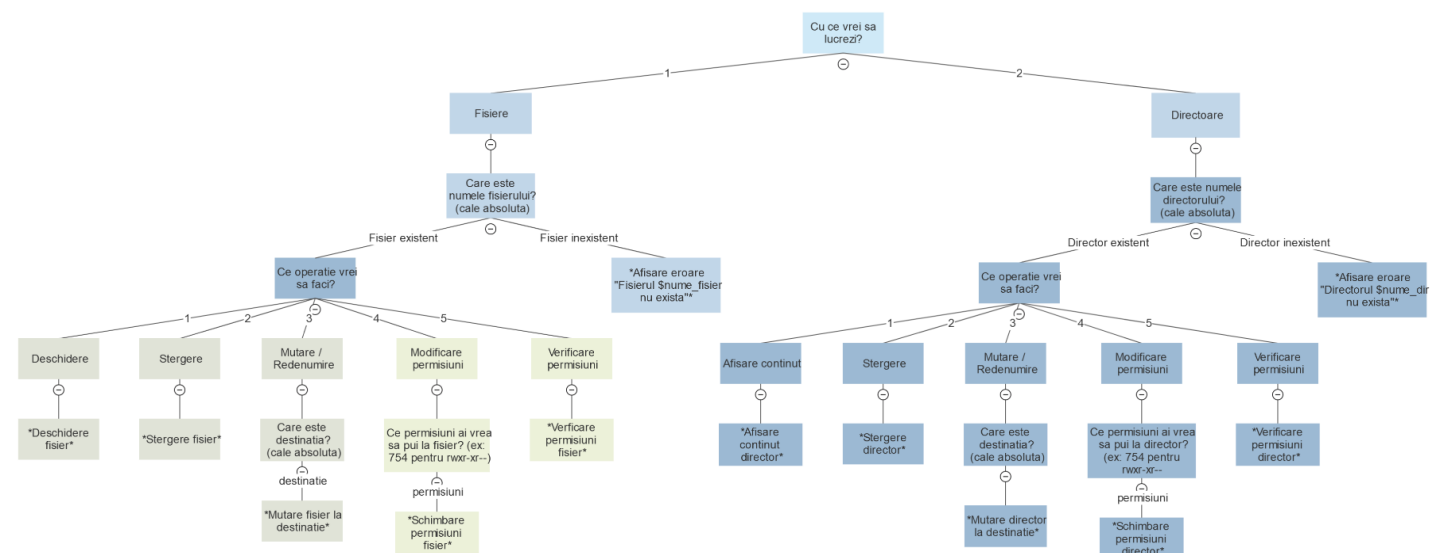 Cu ce vrei sa
lucrezi?
1
2
Fisiere
Directoare
Care este
numele fisierului?
(cale absoluta)
Care este numele
directorului?
(cale absoluta)
Fisier existent
Fisier inexistent
Director existent
Director inexistent
Ce operatie vrei
sa faci?
*Afisare eroare
"Fisierul $nume_fisier
nu exista"*
Ce operatie vrei
sa faci?
*Afisare eroare
"Directorul $nume_dir
nu exista"*
1
2
3
4
5
1
2
3
4
5
Deschidere
Stergere
Mutare /
Redenumire
Modificare
permisiuni
Verificare
permisiuni
Afisare continut
Stergere
Mutare /
Redenumire
Modificare
permisiuni
Verificare
permisiuni
*Deschidere
fisier*
*Stergere fisier*
Care este
destinatia?
(cale absoluta)
Ce permisiuni ai vrea
sa pui la fisier? (ex:
754 pentru rwxr-xr--)
*Verficare
permisiuni
fisier*
*Afisare
continut
director*
*Stergere
director*
Care este
destinatia?
(cale absoluta)
Ce permisiuni ai vrea
sa pui la director?
(ex: 754 pentru
rwxr-xr--
*Verificare
permisiuni
director*
destinatie
permisiuni
permisiuni
*Mutare fisier la
destinatie*
*Schimbare
permisiuni
fisier*
*Mutare director
la destinatie*
*Schimbare
permisiuni
director*